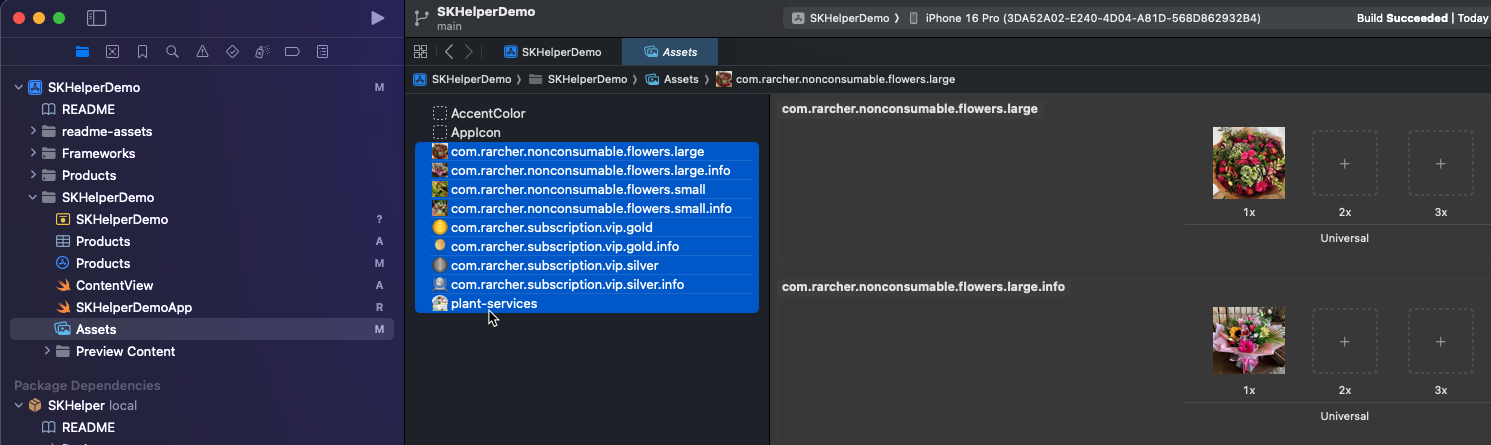 SKHelperDemo
main
SKHelperDemo 〉 iPhone 16 Pro (3DA52A02-E240-4D04-A81D-568D862932B4)
Build Succeeded | Today
SKHelperDemo
Assets
SKHelperDemo 〉 SKHelperDemo 〉 Assets 〉 com.rarcher.nonconsumable.flowers.large
SKHelperDemo M
README
readme-assets
Frameworks
Products
SKHelperDemo
SKHelperDemo ?
Products A
Products M
ContentView A
SKHelperDemoApp R
Assets M
Preview Content
Package Dependencies
SKHelper local
README
AccentColor
AppIcon
com.rarcher.nonconsumable.flowers.large
com.rarcher.nonconsumable.flowers.large.info
com.rarcher.nonconsumable.flowers.small
com.rarcher.nonconsumable.flowers.small.info
com.rarcher.subscription.vip.gold
com.rarcher.subscription.vip.gold.info
com.rarcher.subscription.vip.silver
com.rarcher.subscription.vip.silver.info
plant-services
com.rarcher.nonconsumable.flowers.large
1x 2x 3x
Universal
com.rarcher.nonconsumable.flowers.large.info
1x 2x 3x
Universal